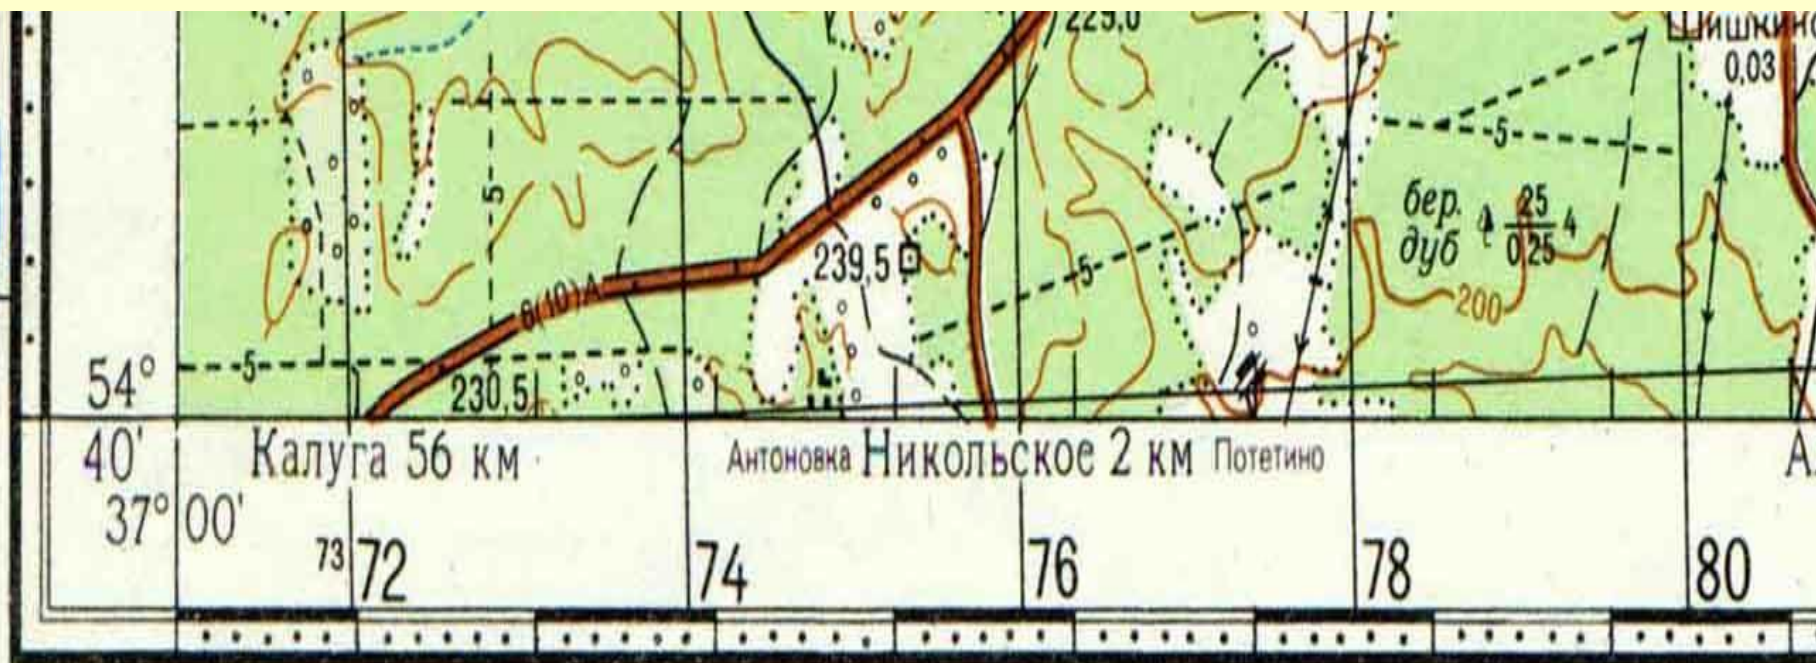 229,0
Шишкино
0,03
5
5
бер. 25 4
дуб 0,25
5
239,5
8(10)А
200
54° 5
230,5
40' Калуга 56 км Антоновка Никольское 2 км Потетино А
37° 00'
73 72 74 76 78 80